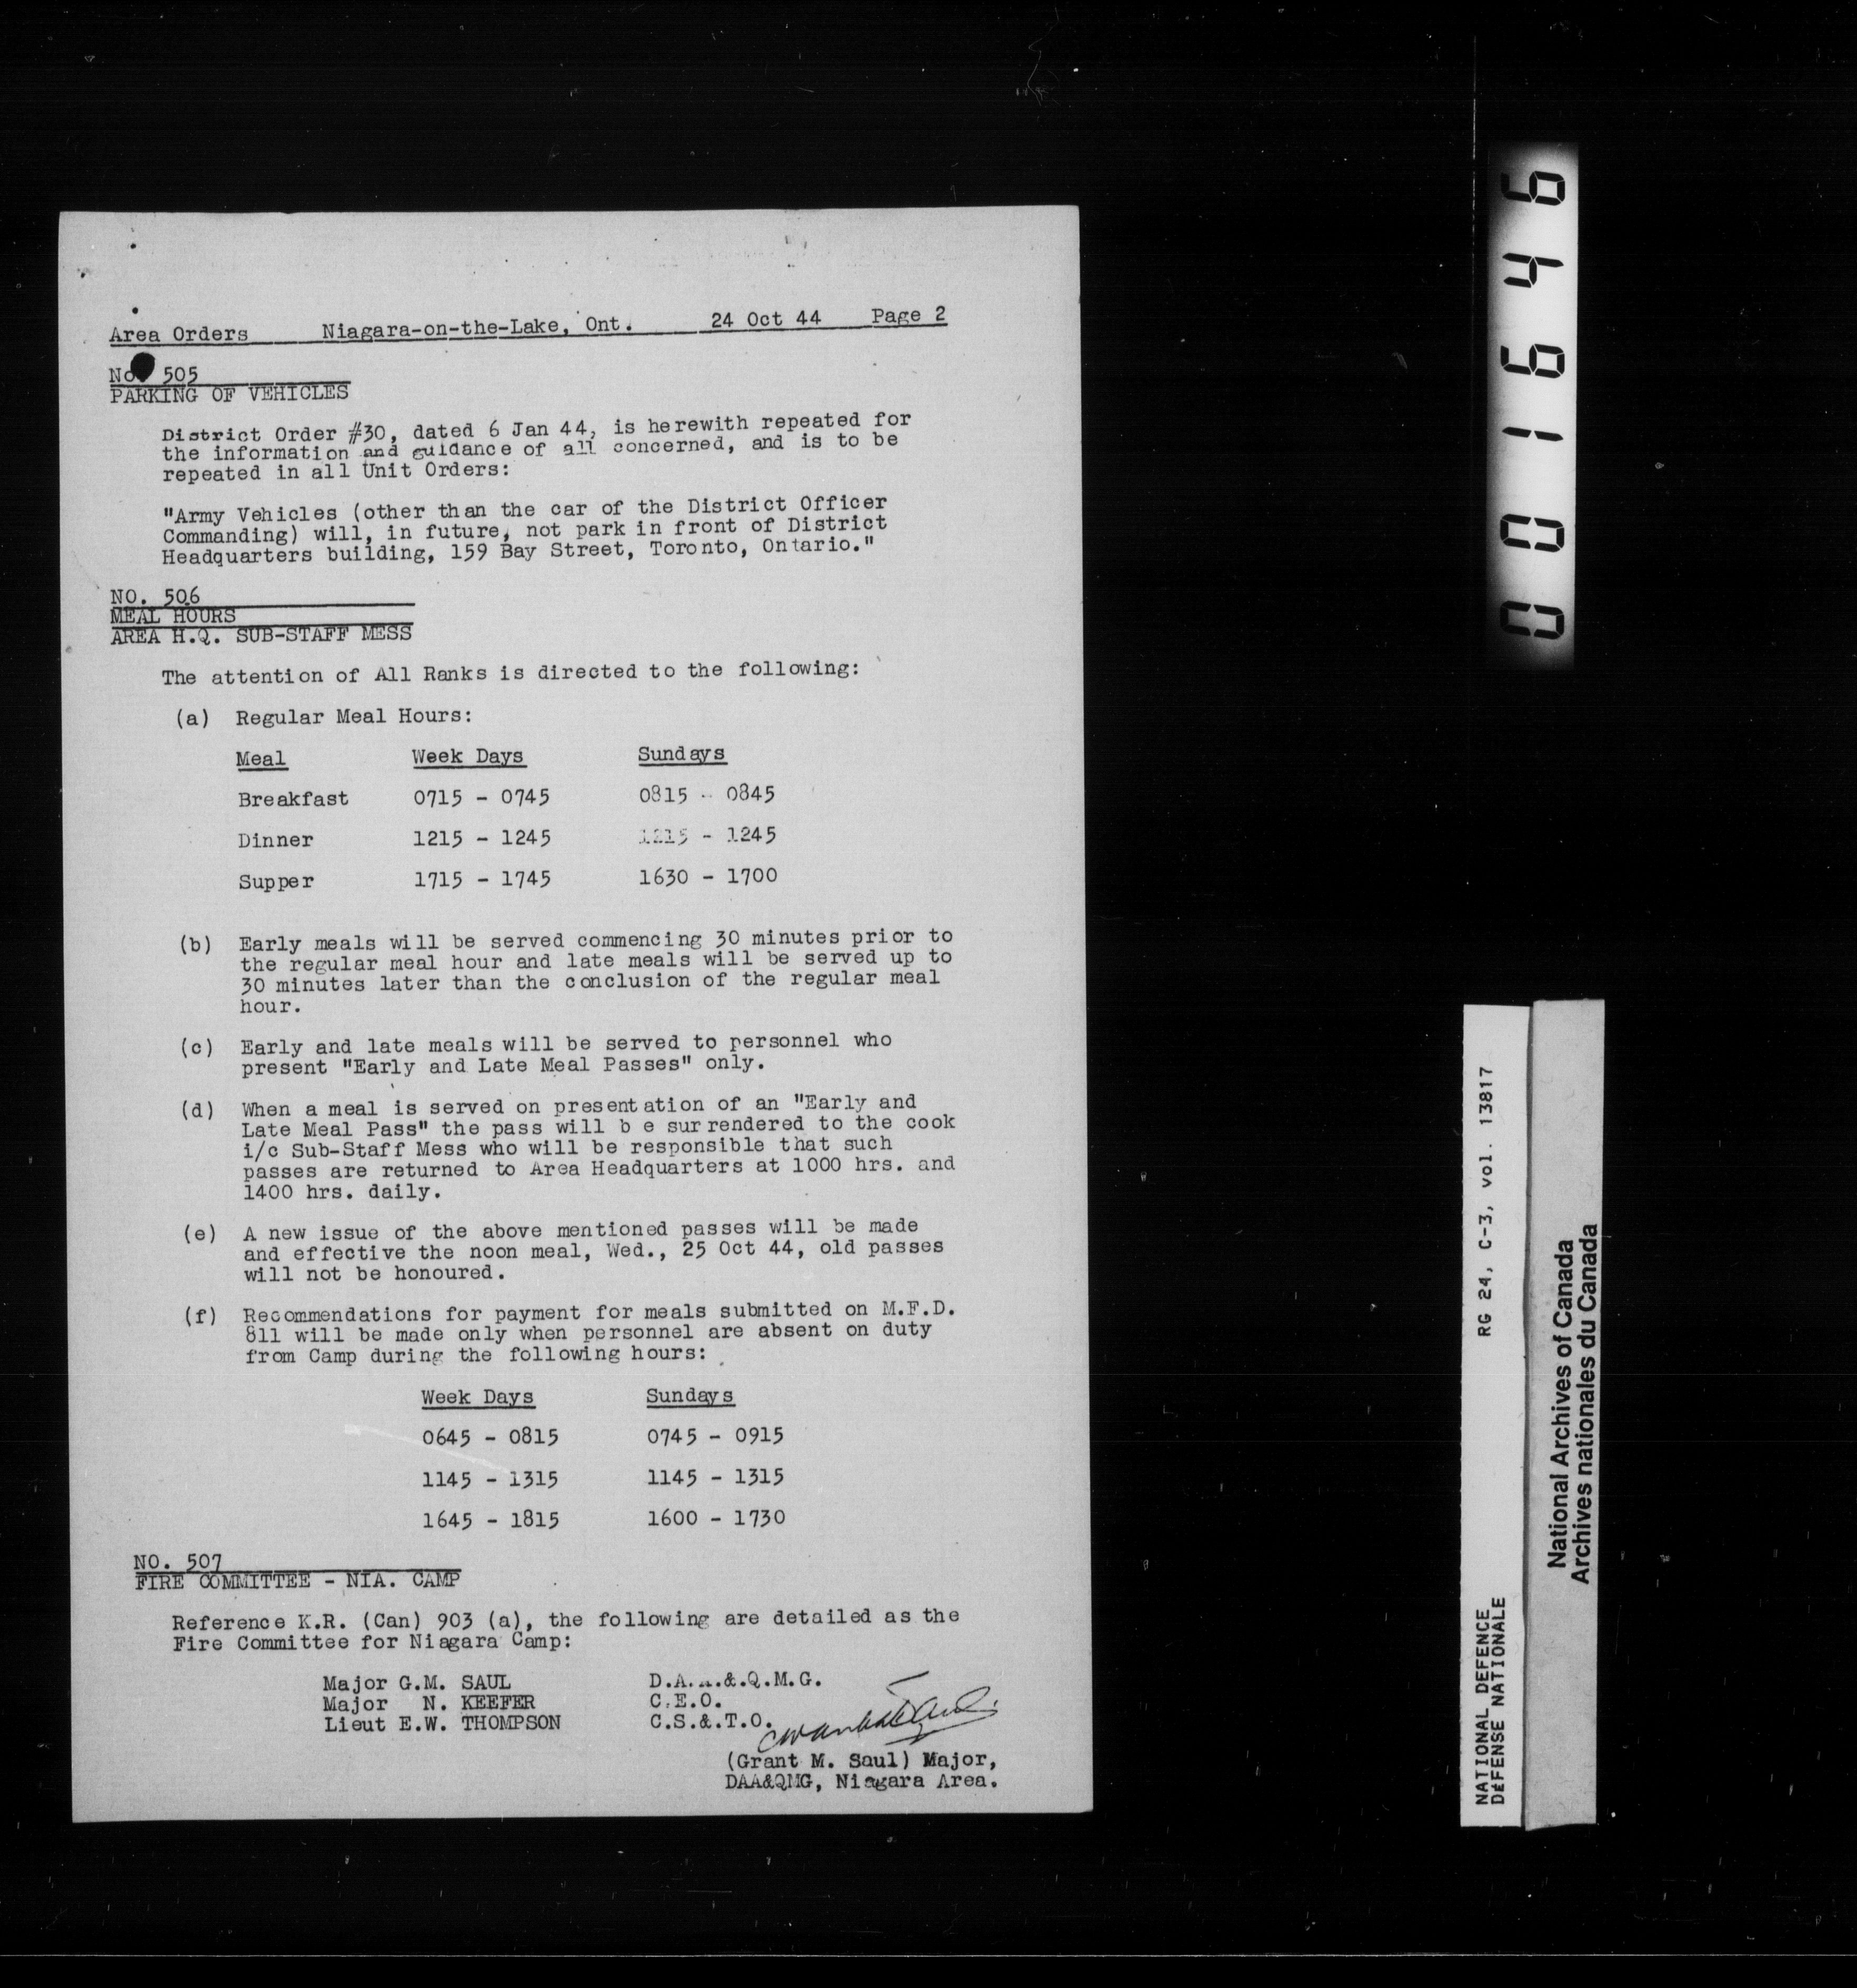 Area Orders Niagara-on-the-Lake, Ont. 24 Oct 44 Page 2
No. 505
PARKING OF VEHICLES
District Order #30, dated 6 Jan 44, is herewith repeated for
the information and guidance of all concerned, and is to be
repeated in all Unit Orders:
"Army Vehicles (other than the car of the District Officer
Commanding) will, in future, not park in front of District
Headquarters building, 159 Bay Street, Toronto, Ontario."
NO. 506
MEAL HOURS
AREA H.Q. SUB-STAFF MESS
The attention of All Ranks is directed to the following:
(a) Regular Meal Hours:
Meal Week Days Sundays
Breakfast 0715 - 0745 0815 - 0845
Dinner 1215 - 1245 1215 - 1245
Supper 1715 - 1745 1630 - 1700
(b) Early meals will be served commencing 30 minutes prior to
the regular meal hour and late meals will be served up to
30 minutes later than the conclusion of the regular meal
hour.
(c) Early and late meals will be served to personnel who
present "Early and Late Meal Passes" only.
(d) When a meal is served on presentation of an "Early and
Late Meal Pass" the pass will be surrendered to the cook
i/c Sub-Staff Mess who will be responsible that such
passes are returned to Area Headquarters at 1000 hrs. and
1400 hrs. daily.
(e) A new issue of the above mentioned passes will be made
and effective the noon meal, Wed., 25 Oct 44, old passes
will not be honoured.
(f) Recommendations for payment for meals submitted on M.F.D.
811 will be made only when personnel are absent on duty
from Camp during the following hours:
Week Days Sundays
0645 - 0815 0745 - 0915
1145 - 1315 1145 - 1315
1645 - 1815 1600 - 1730
NO. 507
FIRE COMMITTEE - NIA. CAMP
Reference K.R. (Can) 903 (a), the following are detailed as the
Fire Committee for Niagara Camp:
Major G.M. SAUL D.A.A.&.Q.M.G.
Major N. KEEFER C.E.O.
Lieut E.W. THOMPSON C.S.&.T.O.
(Grant M. Saul) Major,
DAA&QMG, Niagara Area.
001646
NATIONAL DEFENCE RG 24, C-3, vol. 13817
DÉFENSE NATIONALE
National Archives of Canada
Archives nationales du Canada